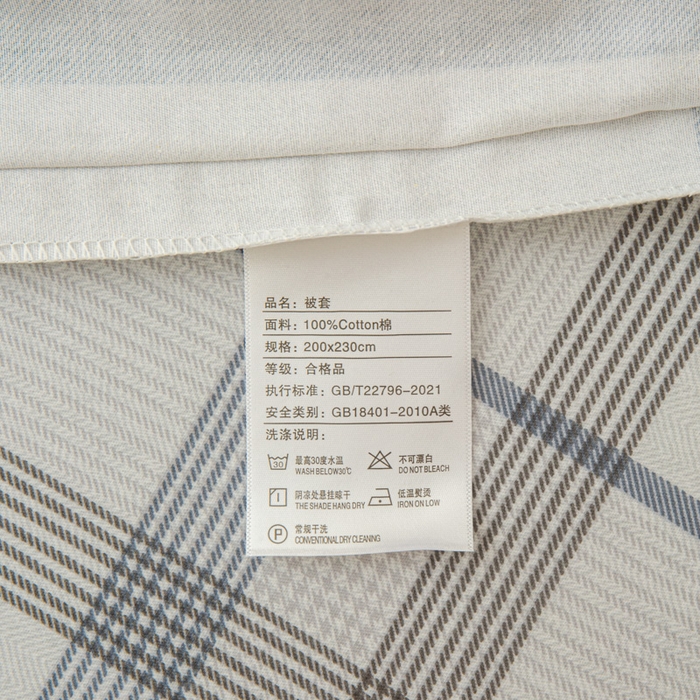 品名：被套
面料：100%Cotton棉
规格：200x230cm
等级：合格品
执行标准：GB/T22796-2021
安全类别：GB18401-2010A类
洗涤说明：
30 最高30度水温 不可漂白
WASH BELOW30℃ DO NOT BLEACH
阴凉处悬挂晾干 低温熨烫
THE SHADE HANG DRY IRON ON LOW
P 常规干洗
CONVENTIONAL DRY CLEANING